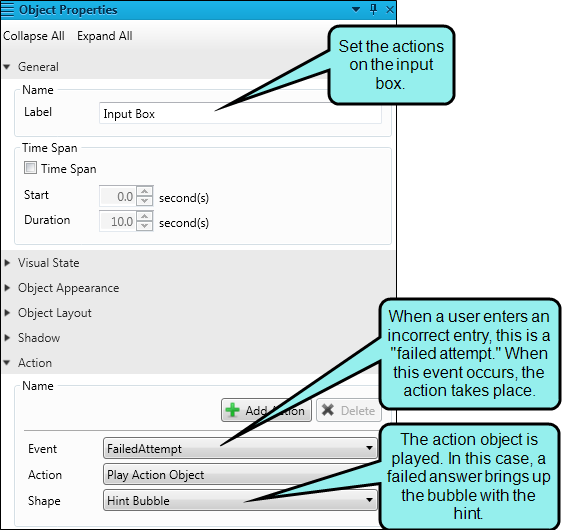 Object Properties
Collapse All Expand All
Set the actions
on the input
box.
General
Name
Label Input Box
Time Span
Time Span
Start 0.0 second(s)
Duration 10.0 second(s)
Visual State
Object Appearance
Object Layout
Shadow
Action
When a user enters an
incorrect entry, this is a
"failed attempt." When
this event occurs, the
action takes place.
Name
Add Action Delete
Event FailedAttempt
Action Play Action Object
Shape Hint Bubble
The action object is
played. In this case, a
failed answer brings up
the bubble with the
hint.